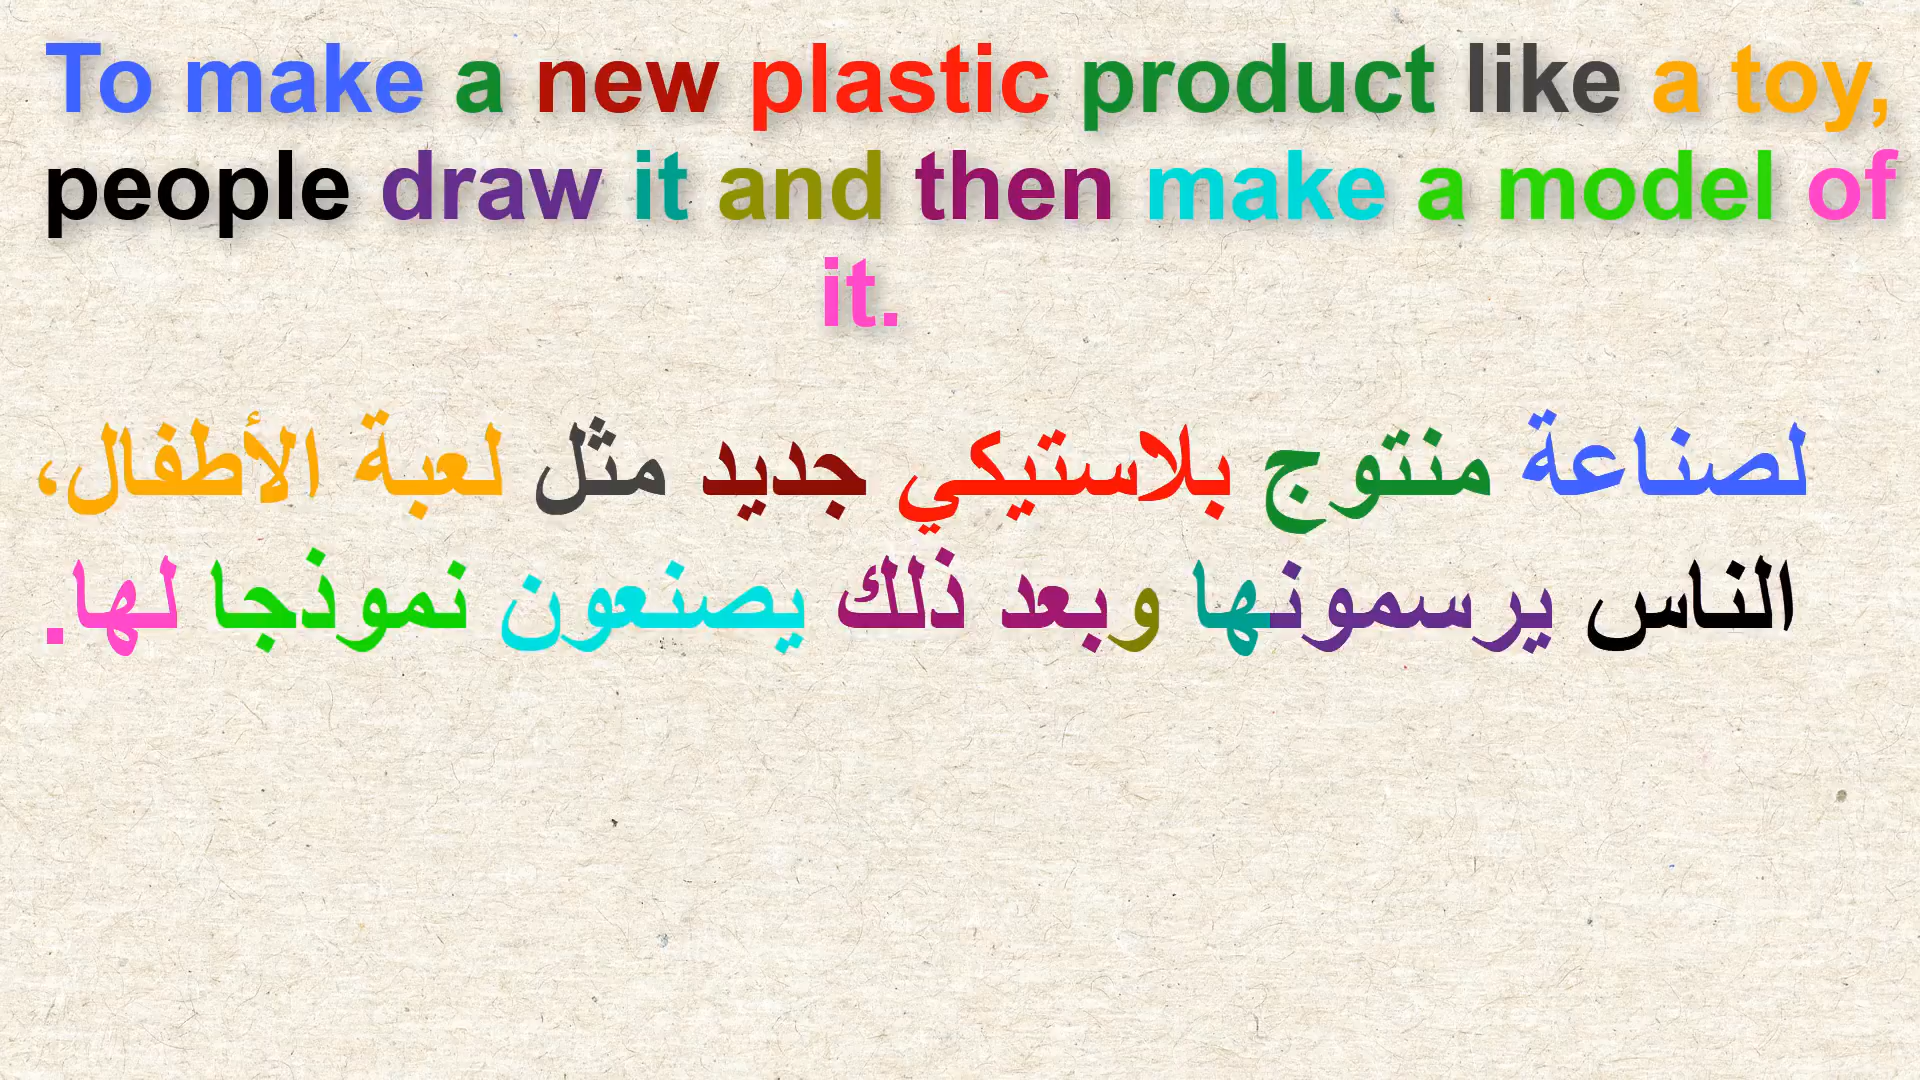 To make a new plastic product like a toy,
people draw it and then make a model of
it.
لصناعة منتوج بلاستيكي جديد مثل لعبة الأطفال،
الناس يرسمونها وبعد ذلك يصنعون نموذجا لها.